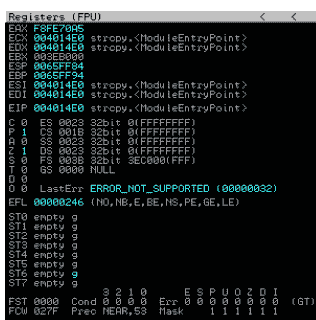 Registers (FPU) < <
EAX F8FE70A5
ECX 004014E0 strcpy.<ModuleEntryPoint>
EDX 004014E0 strcpy.<ModuleEntryPoint>
EBX 003EB000
ESP 0065FF84
EBP 0065FF94
ESI 004014E0 strcpy.<ModuleEntryPoint>
EDI 004014E0 strcpy.<ModuleEntryPoint>
EIP 004014E0 strcpy.<ModuleEntryPoint>
C 0 ES 0023 32bit 0(FFFFFFFF)
P 1 CS 001B 32bit 0(FFFFFFFF)
A 0 SS 0023 32bit 0(FFFFFFFF)
Z 1 DS 0023 32bit 0(FFFFFFFF)
S 0 FS 003B 32bit 3EC000(FFF)
T 0 GS 0000 NULL
D 0
O 0 LastErr ERROR_NOT_SUPPORTED (00000032)
EFL 00000246 (NO,NB,E,BE,NS,PE,GE,LE)
ST0 empty g
ST1 empty g
ST2 empty g
ST3 empty g
ST4 empty g
ST5 empty g
ST6 empty g
ST7 empty g
3 2 1 0 E S P U O Z D I
FST 0000 Cond 0 0 0 0 Err 0 0 0 0 0 0 0 0 (GT)
FCW 027F Prec NEAR,53 Mask 1 1 1 1 1 1